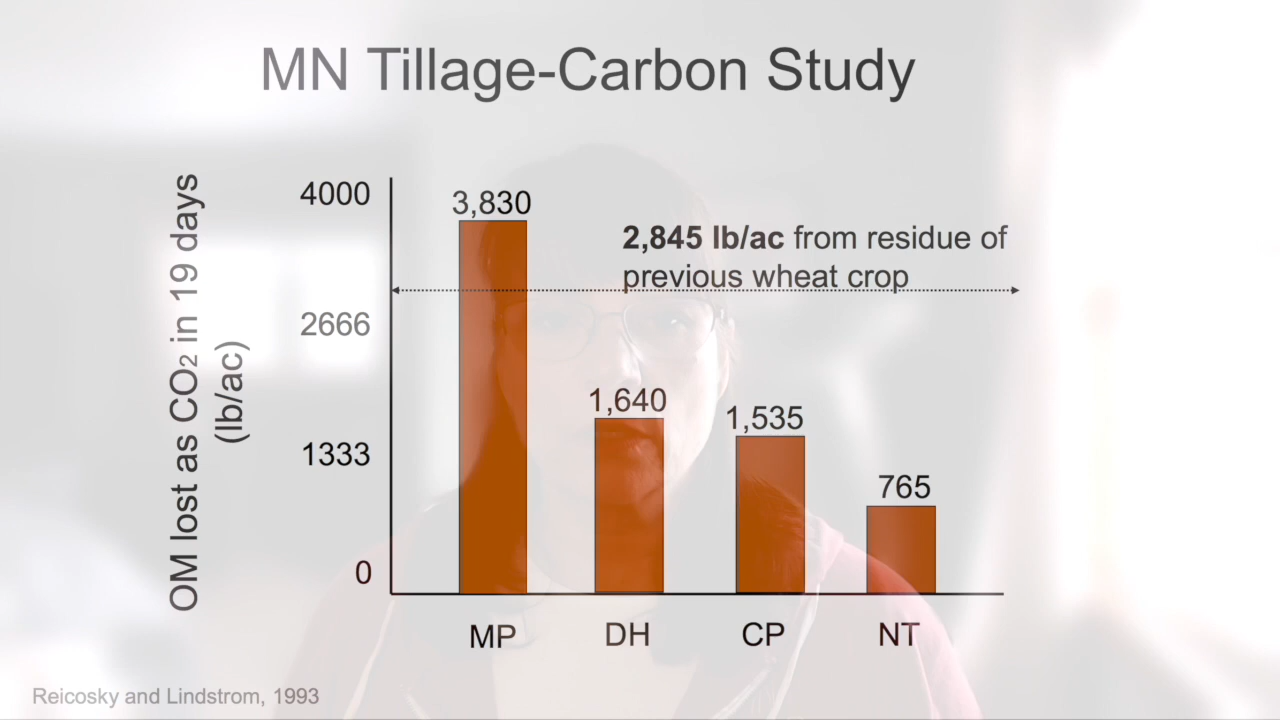 MN Tillage-Carbon Study
OM lost as CO2 in 19 days
(lb/ac)
4000
2666
1333
0
3,830
1,640
1,535
765
2,845 lb/ac from residue of
previous wheat crop
MP
DH
CP
NT
Reicosky and Lindstrom, 1993